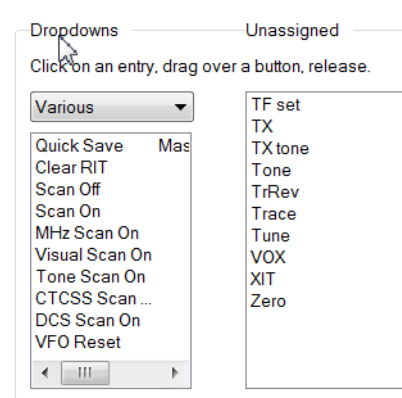 Dropdowns
Unassigned
Click on an entry, drag over a button, release.
Various
Quick Save Mas
Clear RIT
Scan Off
Scan On
MHz Scan On
Visual Scan On
Tone Scan On
CTCSS Scan ...
DCS Scan On
VFO Reset
TF set
TX
TX tone
Tone
TrRev
Trace
Tune
VOX
XIT
Zero